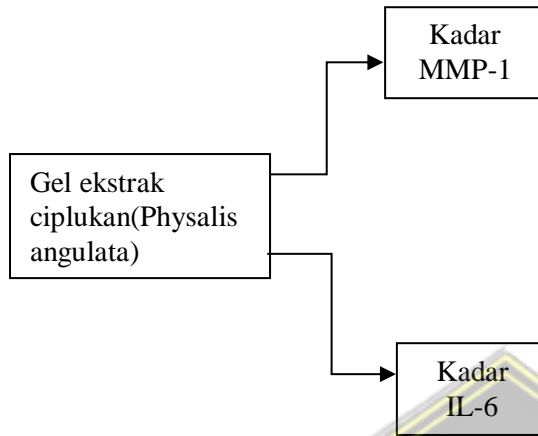 Kadar
MMP-1
Gel ekstrak
ciplukan(Physalis
angulata)
Kadar
IL-6